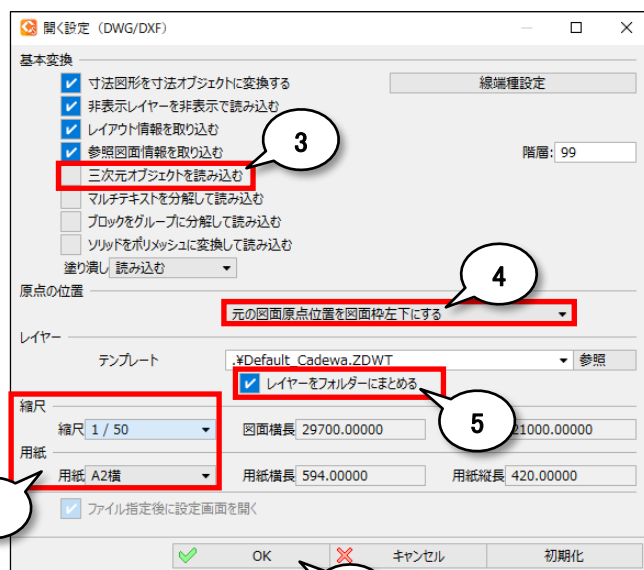 開く設定（DWG/DXF）
基本変換
寸法図形を寸法オブジェクトに変換する
線端種設定
非表示レイヤーを非表示で読み込む
レイアウト情報を取り込む
3
参照図面情報を取り込む
階層: 99
三次元オブジェクトを読み込む
マルチテキストを分解して読み込む
ブロックをグループに分解して読み込む
ソリッドをポリメッシュに変換して読み込む
塗り潰し 読み込む
4
原点の位置
元の図面原点位置を図面枠左下にする
レイヤー
テンプレート .¥Default_Cadewa.ZDWT 参照
レイヤーをフォルダーにまとめる
5
縮尺
縮尺 1 / 50 図面横長 29700.00000 21000.00000
用紙
用紙 A2横 用紙横長 594.00000 用紙縦長 420.00000
ファイル指定後に設定画面を開く
OK キャンセル 初期化